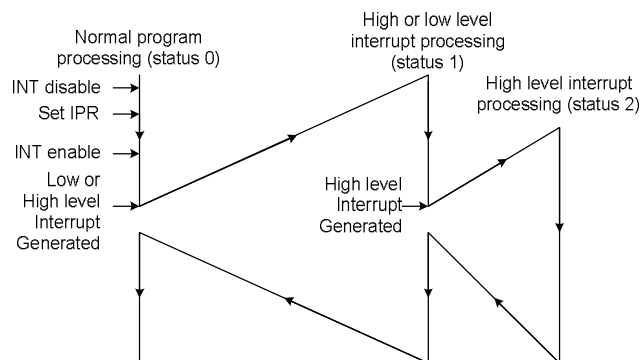 Normal program
processing (status 0)
INT disable
Set IPR
INT enable
Low or
High level
Interrupt
Generated
High or low level
interrupt processing
(status 1)
High level
Interrupt
Generated
High level interrupt
processing (status 2)